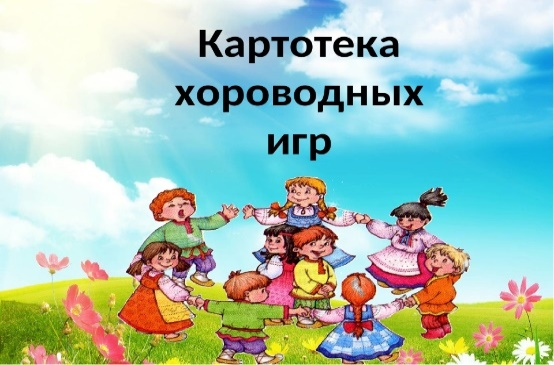 Картотека
хороводных
игр